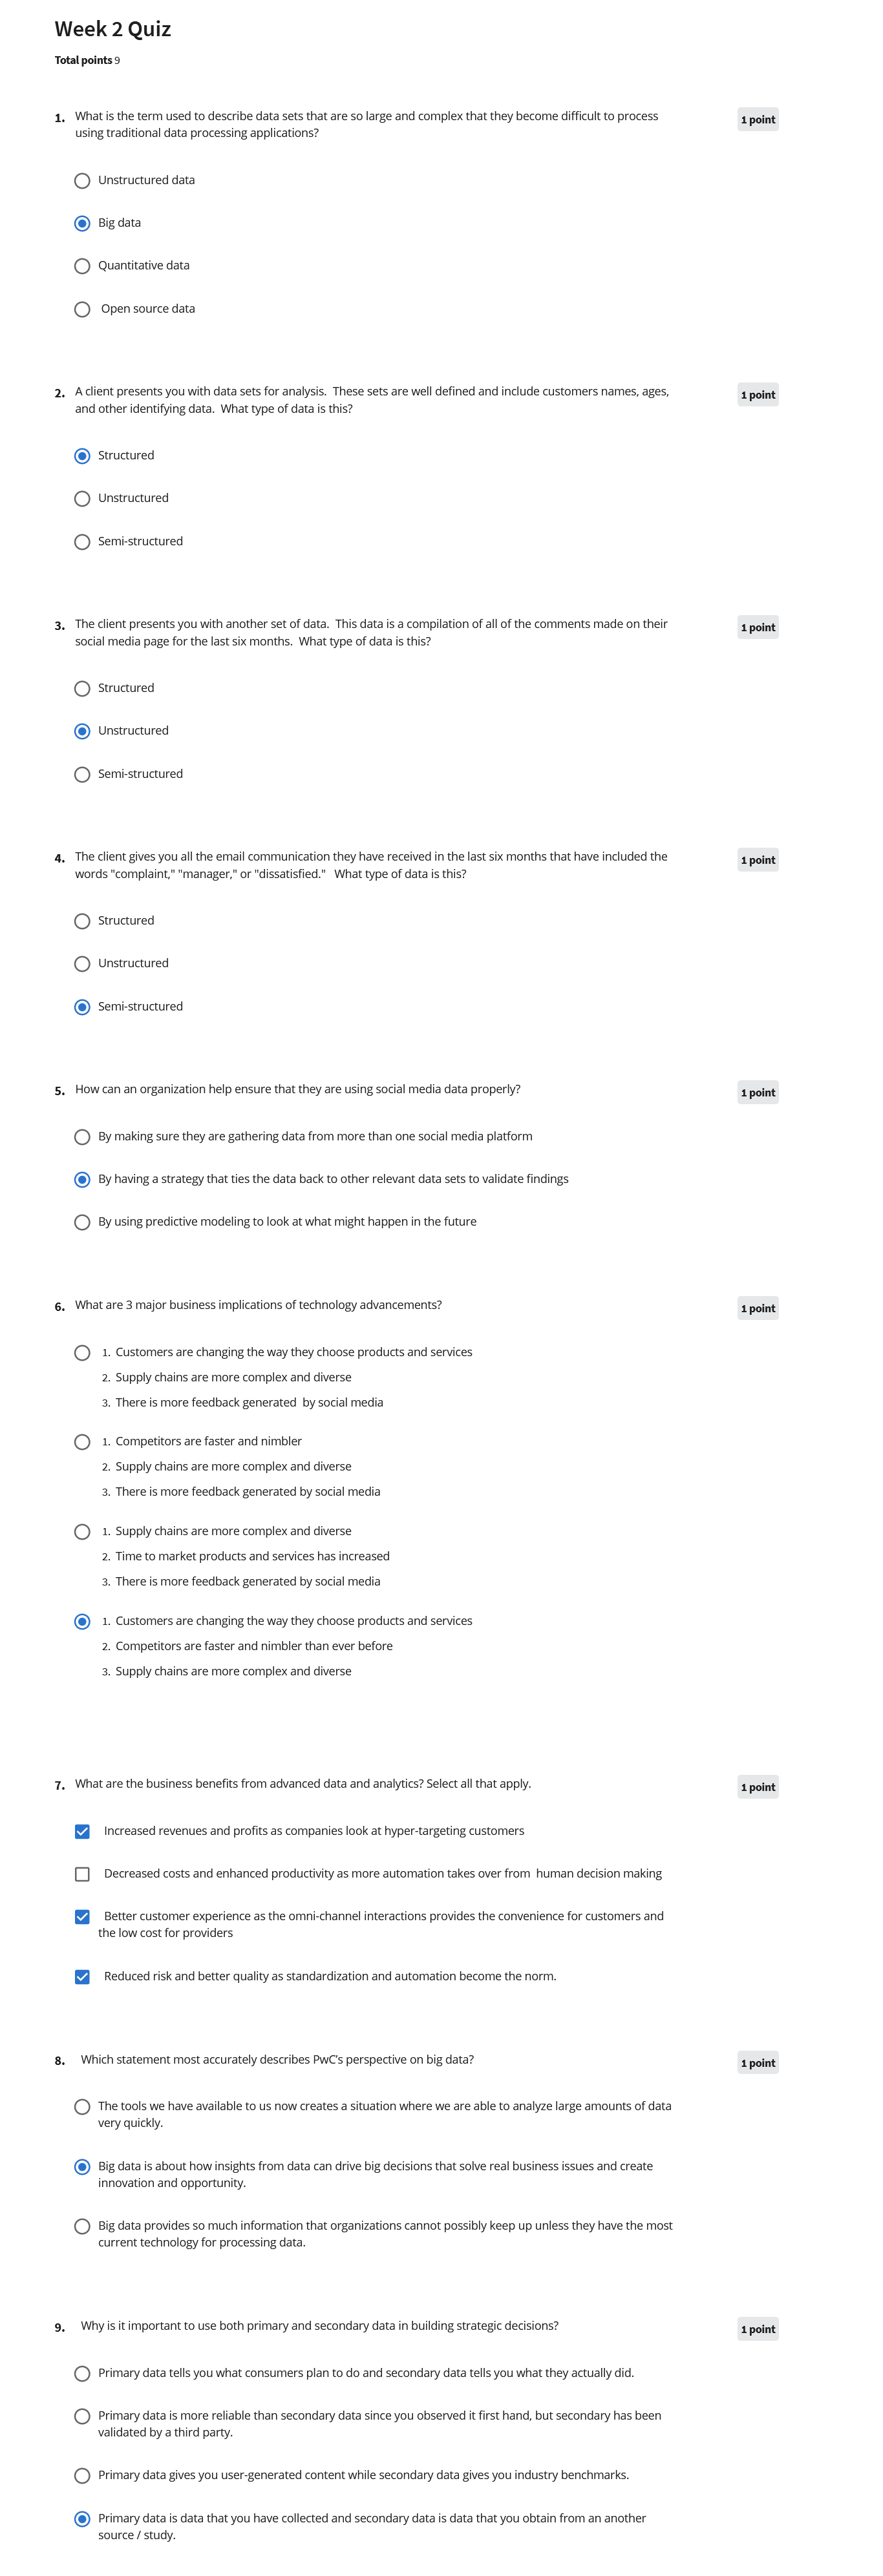 Week 2 Quiz
Total points 9
1. What is the term used to describe data sets that are so large and complex that they become difficult to process
using traditional data processing applications?
1 point
Unstructured data
Big data
Quantitative data
Open source data
2. A client presents you with data sets for analysis.  These sets are well defined and include customers names, ages,
and other identifying data.  What type of data is this?
1 point
Structured
Unstructured
Semi-structured
3. The client presents you with another set of data.  This data is a compilation of all of the comments made on their
social media page for the last six months.  What type of data is this?
1 point
Structured
Unstructured
Semi-structured
4. The client gives you all the email communication they have received in the last six months that have included the
words "complaint," "manager," or "dissatisfied."   What type of data is this?
1 point
Structured
Unstructured
Semi-structured
5. How can an organization help ensure that they are using social media data properly?
1 point
By making sure they are gathering data from more than one social media platform
By having a strategy that ties the data back to other relevant data sets to validate findings
By using predictive modeling to look at what might happen in the future
6. What are 3 major business implications of technology advancements?
1 point
1. Customers are changing the way they choose products and services
2. Supply chains are more complex and diverse
3. There is more feedback generated  by social media
1. Competitors are faster and nimbler
2. Supply chains are more complex and diverse
3. There is more feedback generated by social media
1. Supply chains are more complex and diverse
2. Time to market products and services has increased
3. There is more feedback generated by social media
1. Customers are changing the way they choose products and services
2. Competitors are faster and nimbler than ever before
3. Supply chains are more complex and diverse
7. What are the business benefits from advanced data and analytics? Select all that apply.
1 point
Increased revenues and profits as companies look at hyper-targeting customers
Decreased costs and enhanced productivity as more automation takes over from  human decision making
Better customer experience as the omni-channel interactions provides the convenience for customers and
the low cost for providers
Reduced risk and better quality as standardization and automation become the norm.
8. Which statement most accurately describes PwC's perspective on big data?
1 point
The tools we have available to us now creates a situation where we are able to analyze large amounts of data
very quickly.
Big data is about how insights from data can drive big decisions that solve real business issues and create
innovation and opportunity.
Big data provides so much information that organizations cannot possibly keep up unless they have the most
current technology for processing data.
9. Why is it important to use both primary and secondary data in building strategic decisions?
1 point
Primary data tells you what consumers plan to do and secondary data tells you what they actually did.
Primary data is more reliable than secondary data since you observed it first hand, but secondary has been
validated by a third party.
Primary data gives you user-generated content while secondary data gives you industry benchmarks.
Primary data is data that you have collected and secondary data is data that you obtain from an another
source / study.